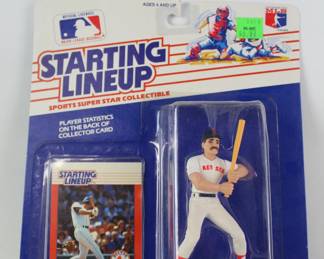 AGES 4 AND UP
STARTING
LINEUP
SPORTS SUPER STAR COLLECTIBLE
PLAYER STATISTICS
ON THE BACK OF
COLLECTOR CARD
STARTING
LINEUP
RED SOX